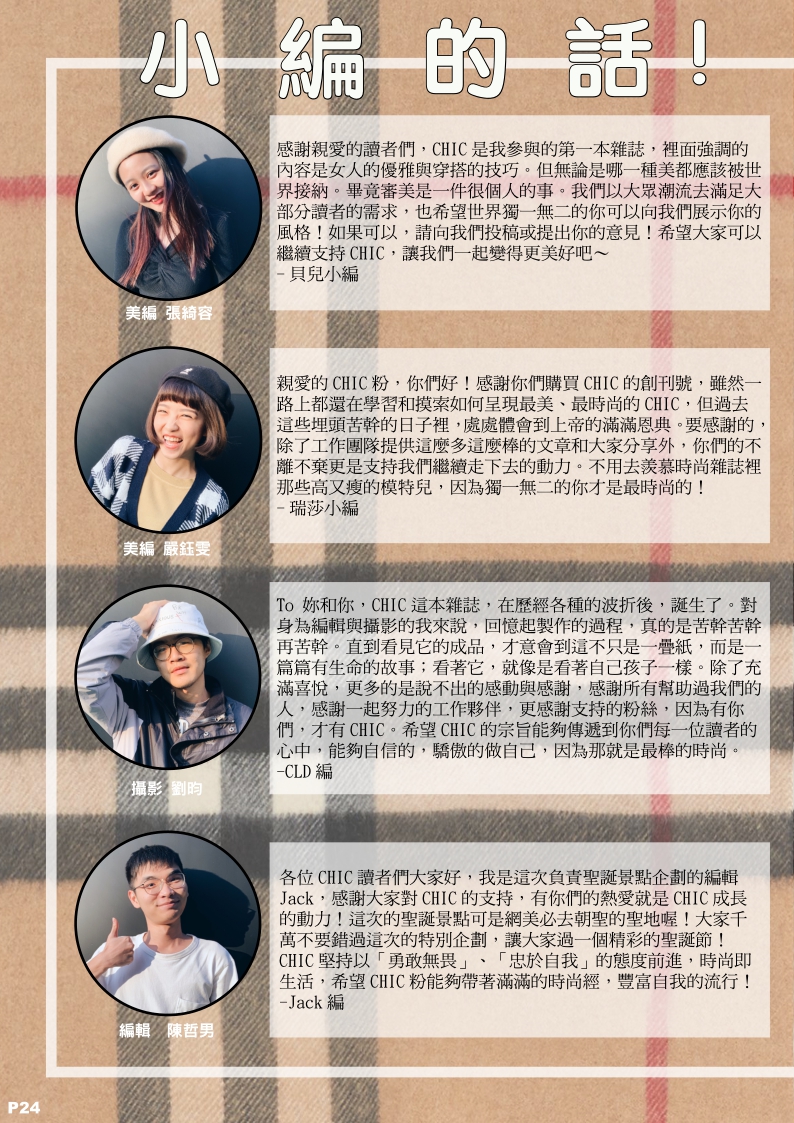 小編的話！
感謝親愛的讀者們，CHIC 是我參與的第一本雜誌，裡面強調的
內容是女人的優雅與穿搭的技巧。但無論是哪一種美都應該被世
界接納。畢竟審美是一件很個人的事。我們以大眾潮流去滿足大
部分讀者的需求，也希望世界獨一無二的你可以向我們展示你的
風格！如果可以，請向我們投稿或提出你的意見！希望大家可以
繼續支持 CHIC，讓我們一起變得更美好吧～
- 貝兒小編
美編 張綺容
親愛的 CHIC 粉，你們好！感謝你們購買 CHIC 的創刊號，雖然一
路上都還在學習和摸索如何呈現最美、最時尚的 CHIC，但過去
這些埋頭苦幹的日子裡，處處體會到上帝的滿滿恩典。要感謝的，
除了工作團隊提供這麼多這麼棒的文章和大家分享外，你們的不
離不棄更是支持我們繼續走下去的動力。不用去羨慕時尚雜誌裡
那些高又瘦的模特兒，因為獨一無二的你才是最時尚的！
- 瑞莎小編
美編 嚴鈺雯
To 妳和你，CHIC 這本雜誌，在歷經各種的波折後，誕生了。對
身為編輯與攝影的我來說，回憶起製作的過程，真的是苦幹苦幹
再苦幹。直到看見它的成品，才意會到這不只是一疊紙，而是一
篇篇有生命的故事；看著它，就像是看著自己孩子一樣。除了充
滿喜悅，更多的是說不出的感動與感謝，感謝所有幫助過我們的
人，感謝一起努力的工作夥伴，更感謝支持的粉絲，因為有你
們，才有 CHIC。希望 CHIC 的宗旨能夠傳遞到你們每一位讀者的
心中，能夠自信的，驕傲的做自己，因為那就是最棒的時尚。
-CLD 編
攝影 劉昀
各位 CHIC 讀者們大家好，我是這次負責聖誕景點企劃的編輯
Jack，感謝大家對 CHIC 的支持，有你們的熱愛就是 CHIC 成長
的動力！這次的聖誕景點可是網美必去朝聖的聖地喔！大家千
萬不要錯過這次的特別企劃，讓大家過一個精彩的聖誕節！
CHIC 堅持以「勇敢無畏」、「忠於自我」的態度前進，時尚即
生活，希望 CHIC 粉能夠帶著滿滿的時尚經，豐富自我的流行！
-Jack 編
編輯　陳哲男
P24